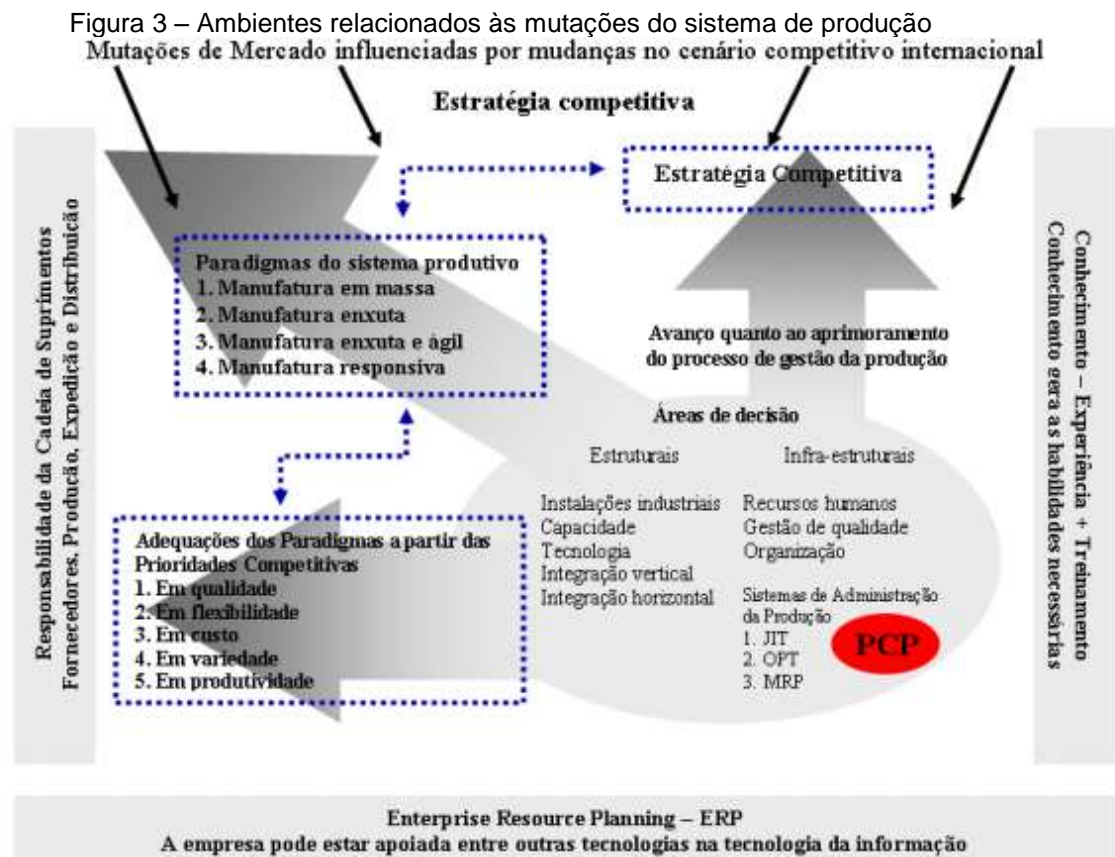 Figura 3 – Ambientes relacionados às mutações do sistema de produção
Mutações de Mercado influenciadas por mudanças no cenário competitivo internacional
Estratégia competitiva
Estratégia Competitiva
Responsabilidade da Cadeia de Suprimentos
Fornecedores, Produção, Expedição e Distribuição
Paradigmas do sistema produtivo
1. Manufatura em massa
2. Manufatura enxuta
3. Manufatura enxuta e ágil
4. Manufatura responsiva
Avanço quanto ao aprimoramento
do processo de gestão da produção
Áreas de decisão
Estruturais
Instalações industriais
Capacidade
Tecnologia
Integração vertical
Integração horizontal
Infra-estruturais
Recursos humanos
Gestão de qualidade
Organização
Sistemas de Administração
da Produção
1. JIT
2. OPT
3. MRP
PCP
Adequações dos Paradigmas a partir das
Prioridades Competitivas
1. Em qualidade
2. Em flexibilidade
3. Em custo
4. Em variedade
5. Em produtividade
Conhecimento – Experiência + Treinamento
Conhecimento gera as habilidades necessárias
Enterprise Resource Planning – ERP
A empresa pode estar apoiada entre outras tecnologias na tecnologia da informação